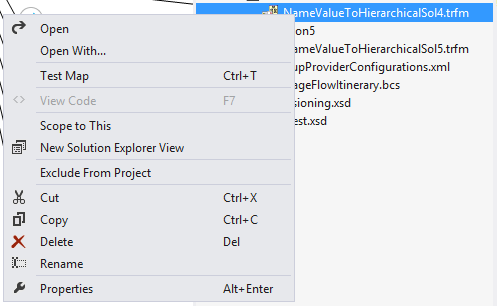 Open
Open With...
Test Map Ctrl+T
View Code F7
Scope to This
New Solution Explorer View
Exclude From Project
Cut Ctrl+X
Copy Ctrl+C
Delete Del
Rename
Properties Alt+Enter
NameValueToHierarchicalSol4.trfm
on5
NameValueToHierarchicalSol5.trfm
upProviderConfigurations.xml
ageFlowItinerary.bcs
sioning.xsd
est.xsd